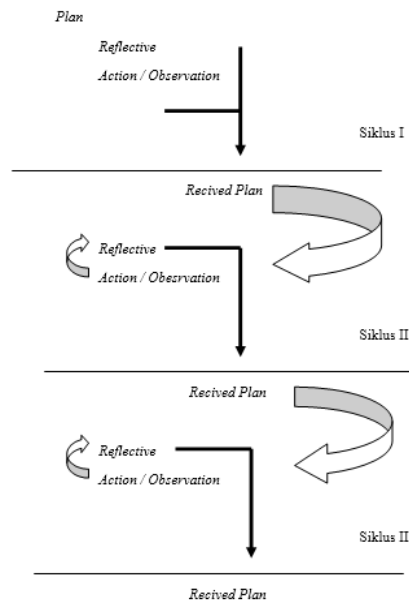 Plan
Reflective
Action / Observation
Siklus I
Recived Plan
Reflective
Action / Obesrvation
Siklus II
Recived Plan
Reflective
Action / Observation
Siklus II
Recived Plan